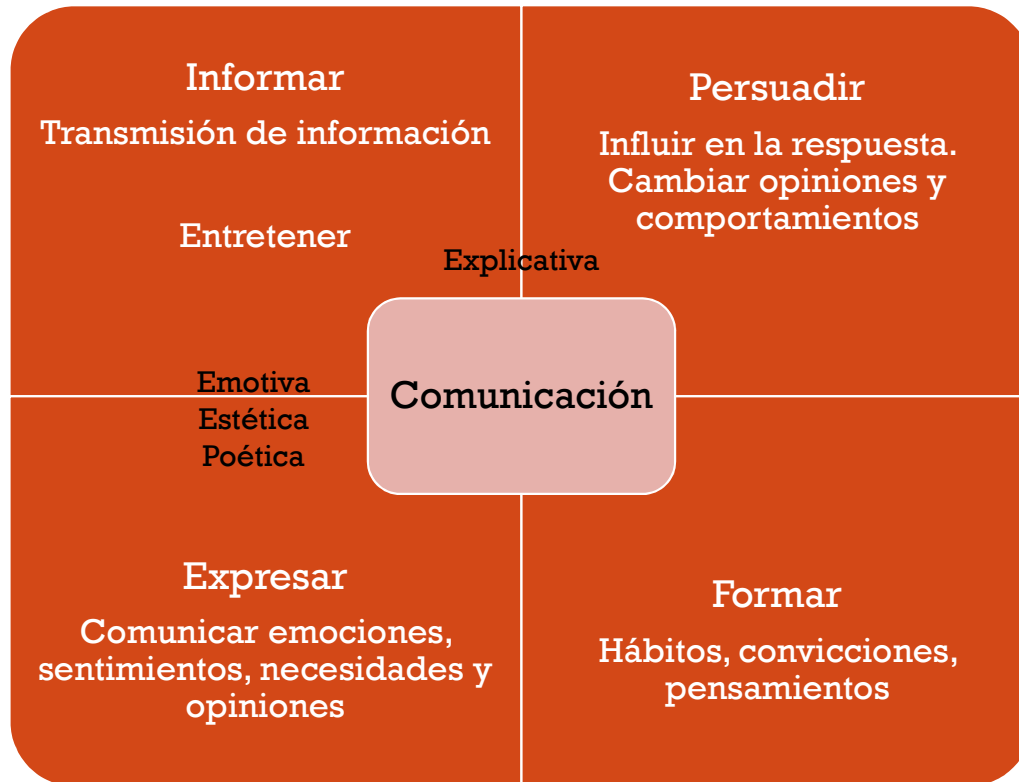 Informar
Transmisión de información
Entretener
Persuadir
Influir en la respuesta.
Cambiar opiniones y
comportamientos
Explicativa
Emotiva
Estética
Poética
Comunicación
Expresar
Comunicar emociones,
sentimientos, necesidades y
opiniones
Formar
Hábitos, convicciones,
pensamientos